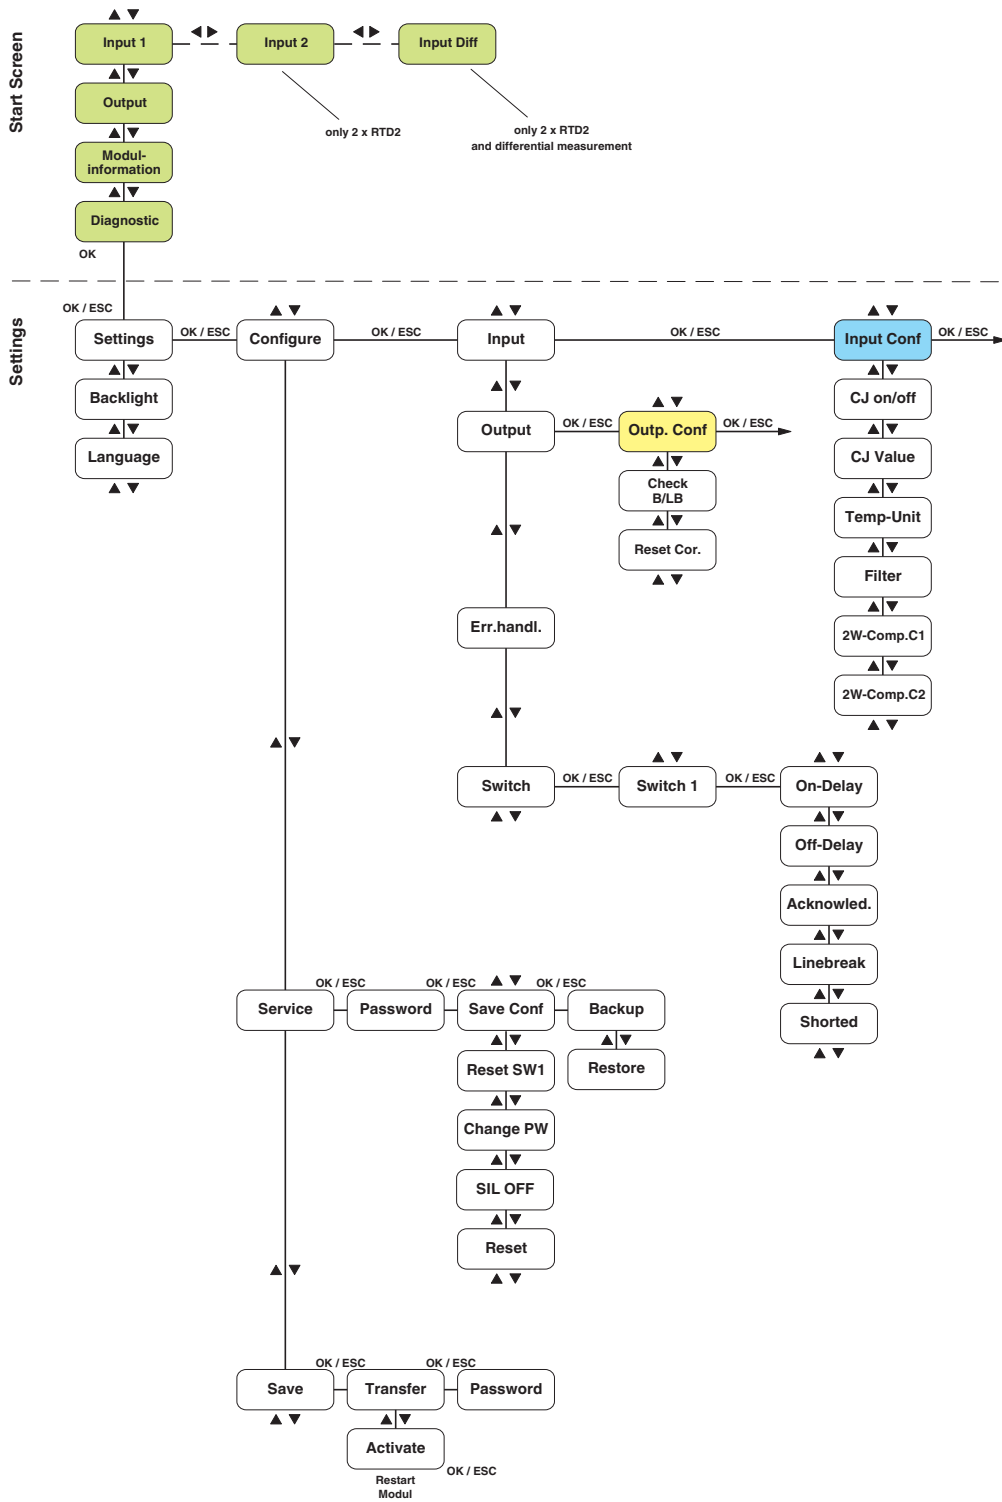 Start Screen
Input 1
Input 2
Input Diff
Output
only 2 x RTD2
only 2 x RTD2
and differential measurement
Modul-
information
Diagnostic
OK
Settings
OK / ESC
Settings
OK / ESC
Configure
OK / ESC
Input
OK / ESC
Input Conf
OK / ESC
Backlight
Language
Output
OK / ESC
Outp. Conf
OK / ESC
Check
B/LB
Reset Cor.
CJ on/off
CJ Value
Temp-Unit
Filter
2W-Comp.C1
2W-Comp.C2
Err.handl.
Switch
OK / ESC
Switch 1
OK / ESC
On-Delay
Off-Delay
Acknowled.
Linebreak
Shorted
Service
OK / ESC
Password
OK / ESC
Save Conf
OK / ESC
Backup
Restore
Reset SW1
Change PW
SIL OFF
Reset
Save
OK / ESC
Transfer
OK / ESC
Password
Activate
OK / ESC
Restart
Modul